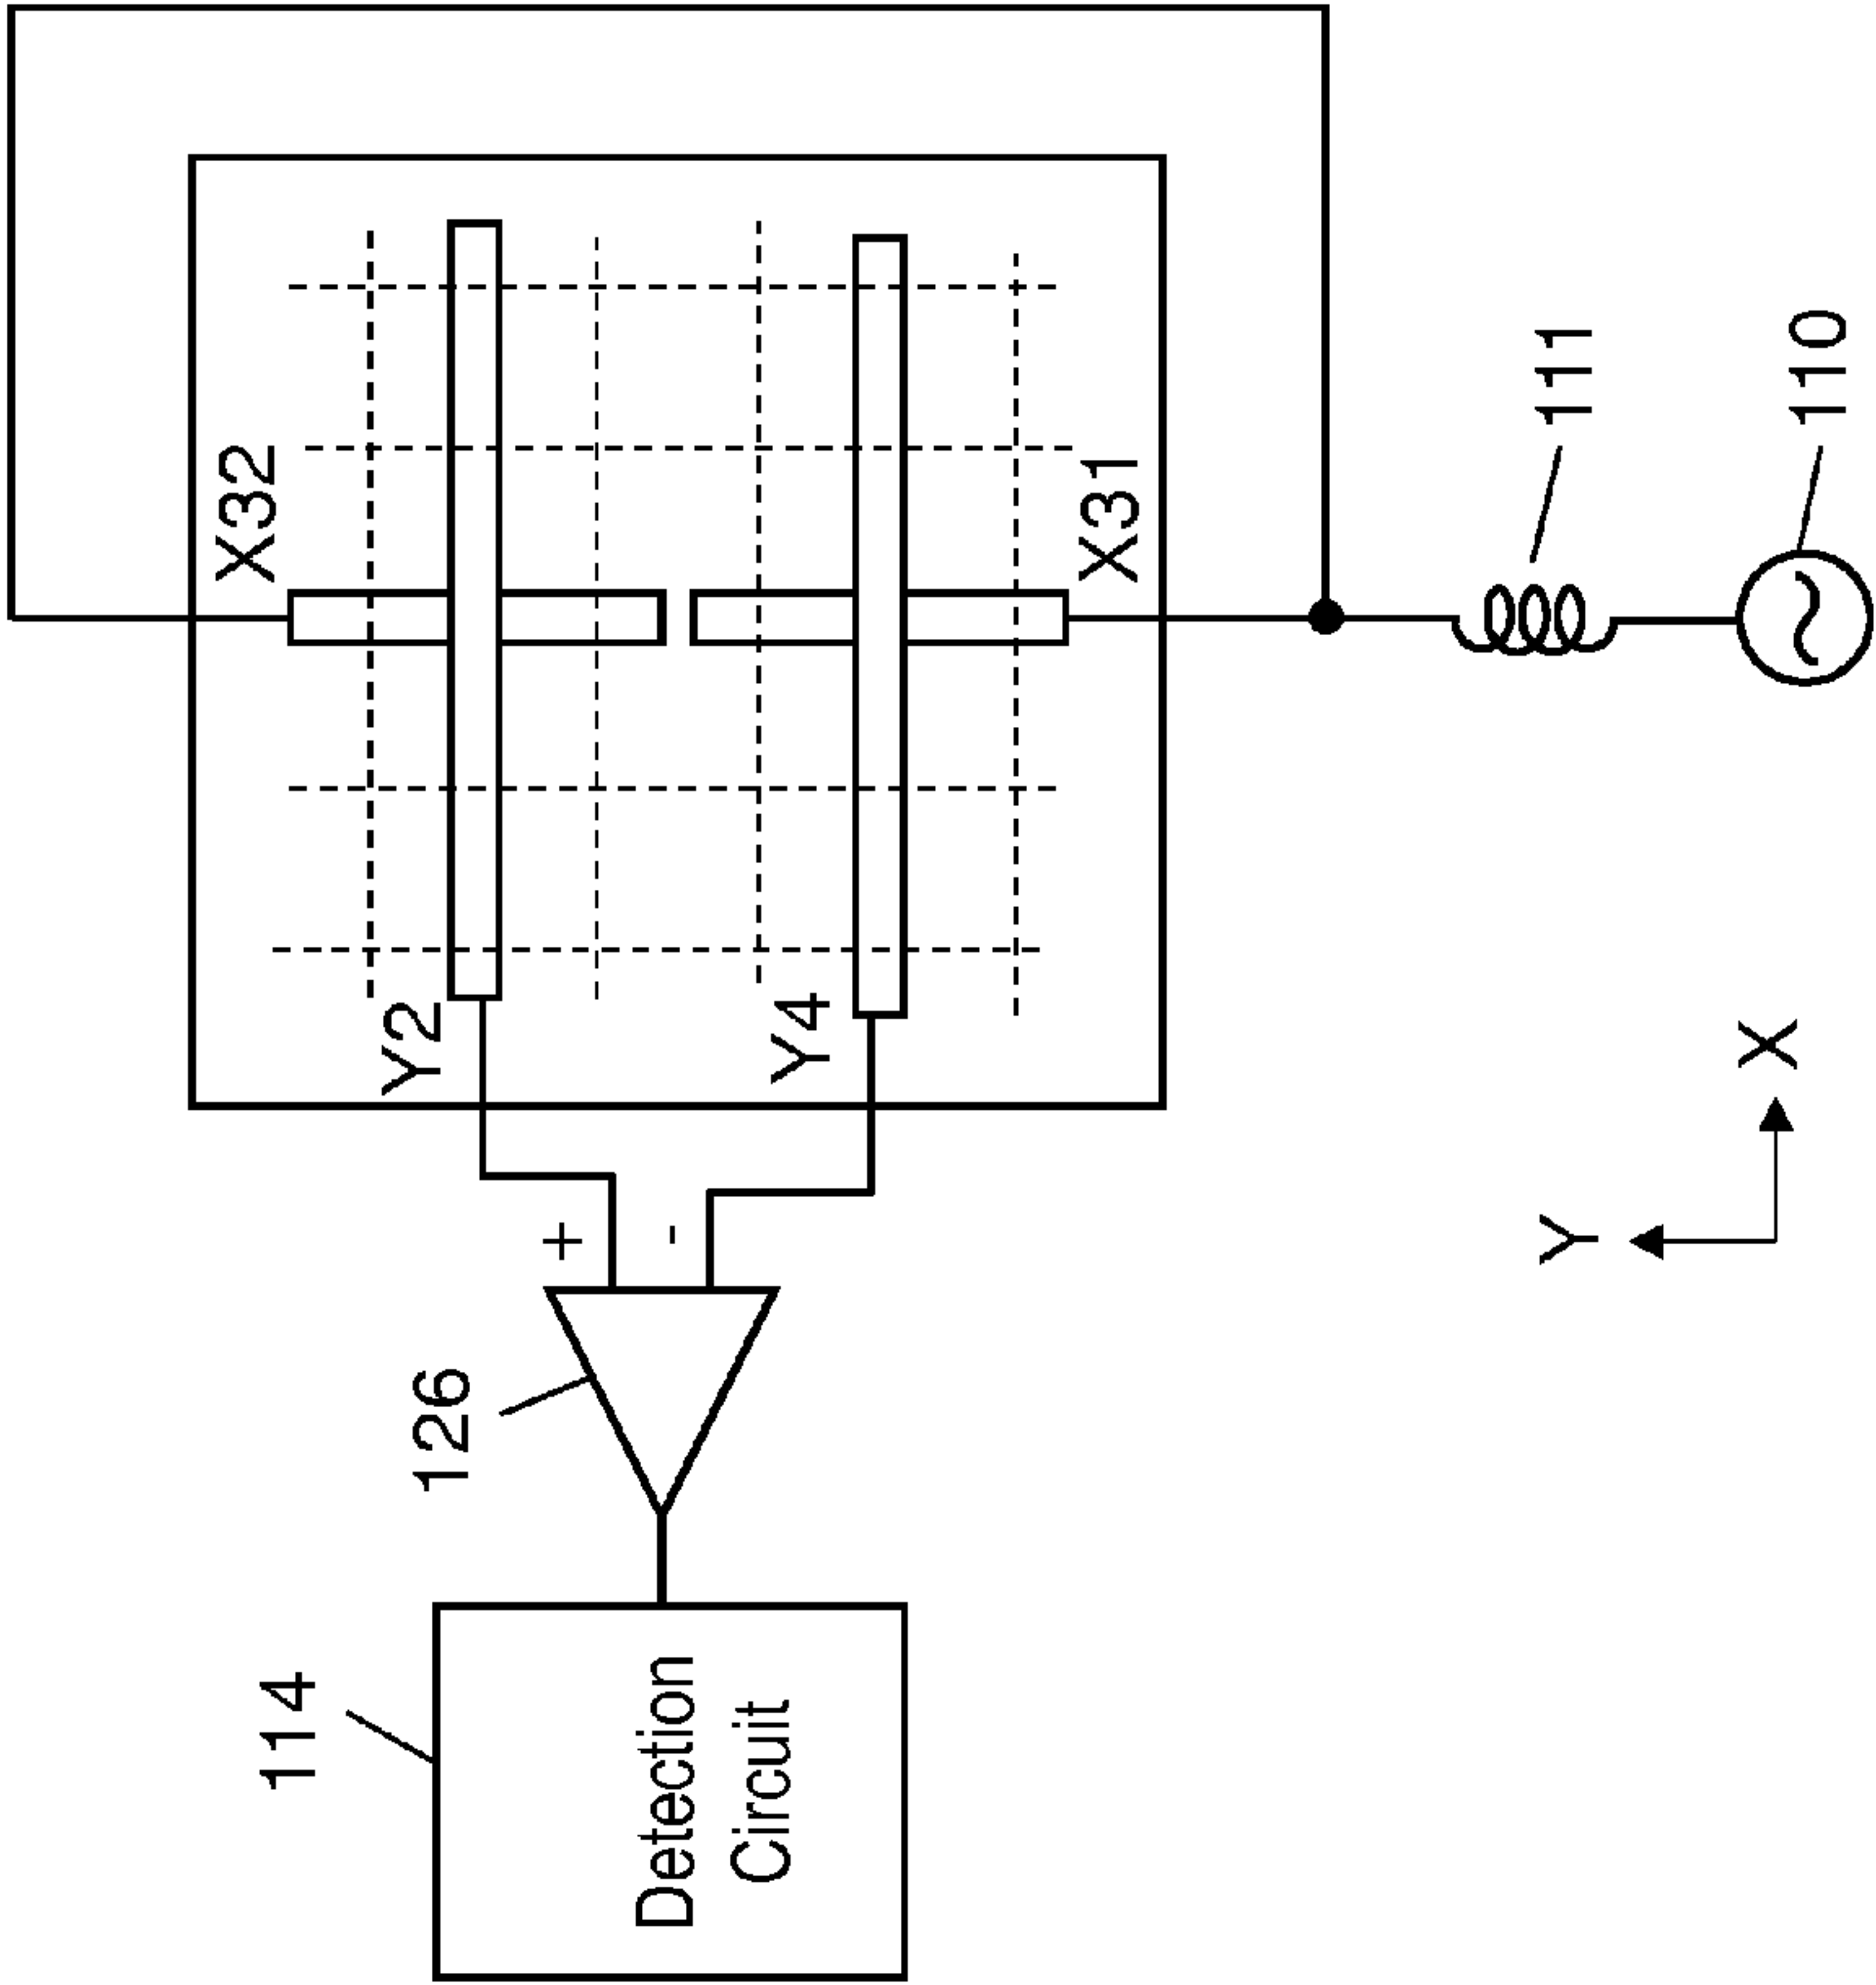 X32
X31
Y2
Y4
111
110
+
-
126
114
Detection
Circuit
Y
X